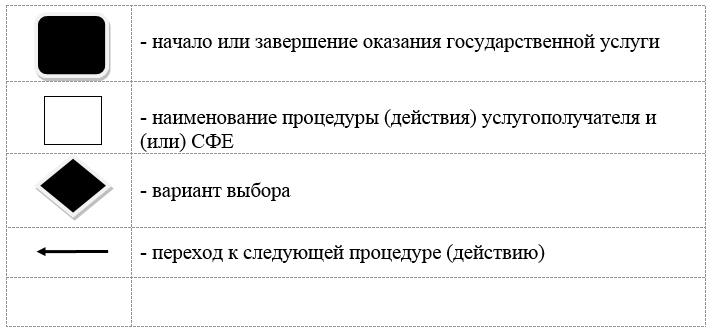 - начало или завершение оказания государственной услуги
- наименование процедуры (действия) услугополучателя и
(или) СФЕ
- вариант выбора
- переход к следующей процедуре (действию)